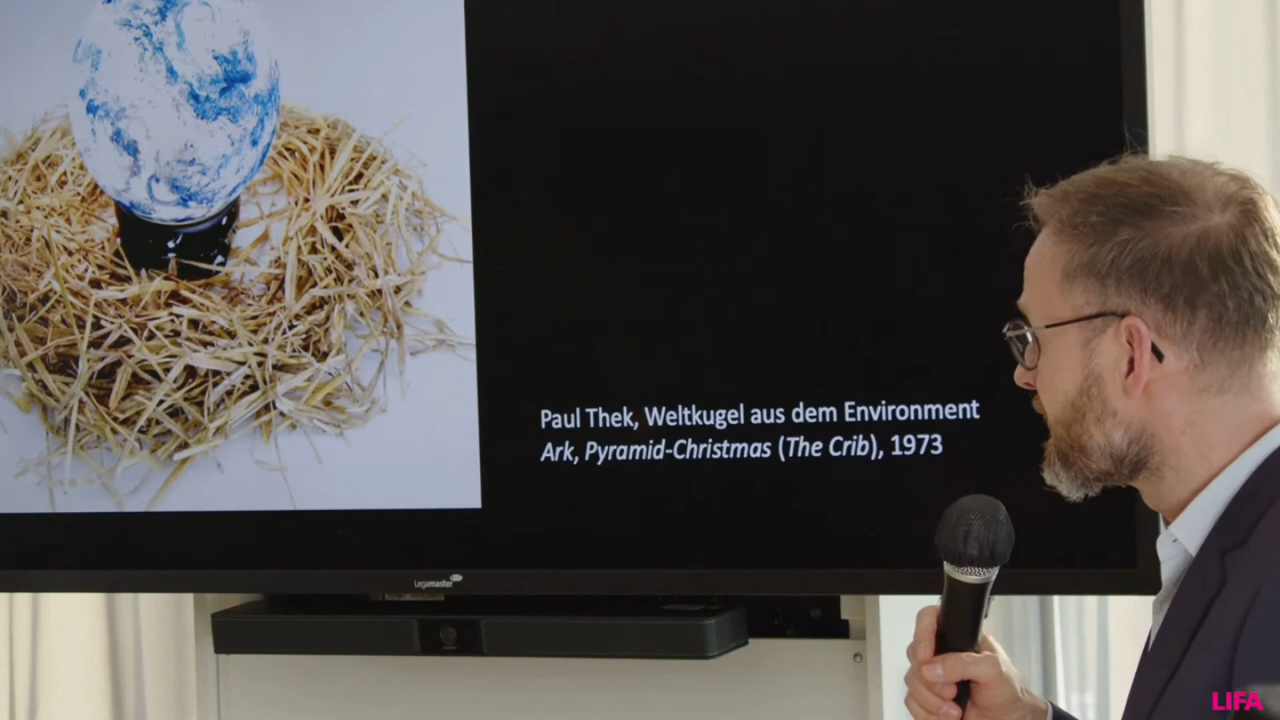 Paul Thek, Weltkugel aus dem Environment
Ark, Pyramid-Christmas (The Crib), 1973
Legamaster
LIFA